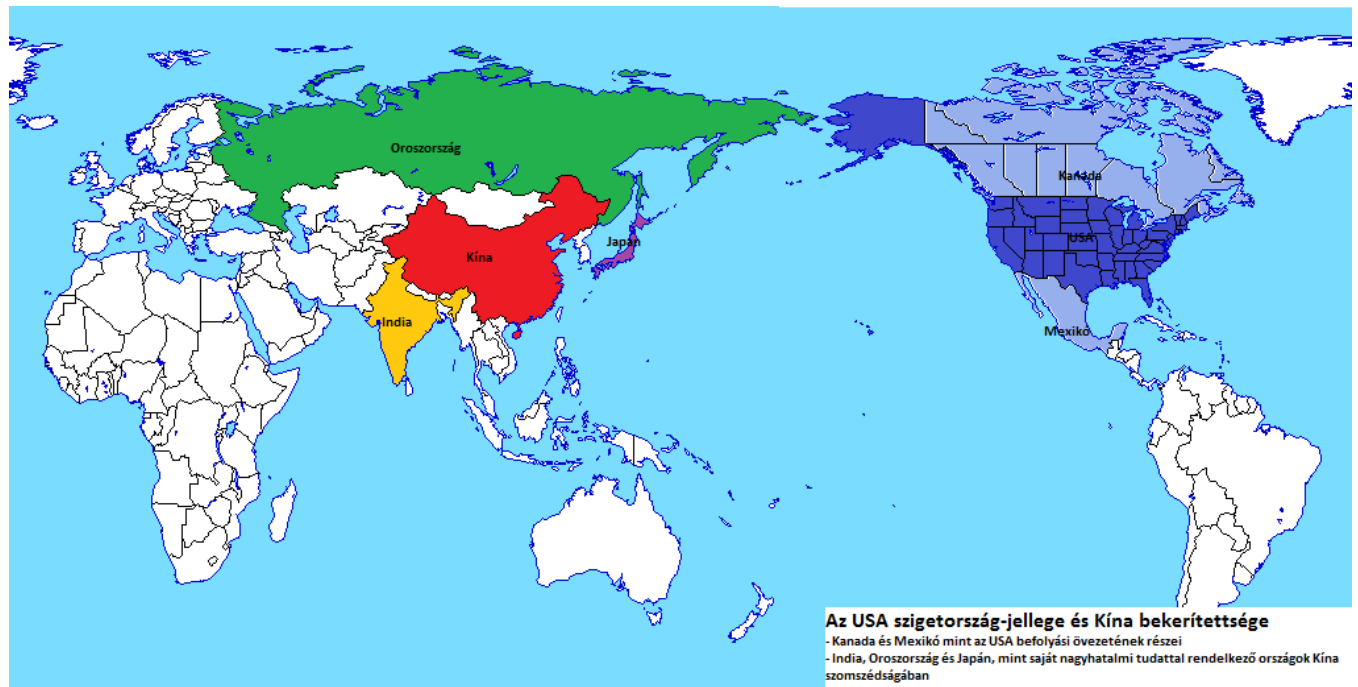 Oroszország
Kanada
Japán
USA
Kína
India
Mexikó
Az USA szigetország-jellege és Kína bekerítettsége
- Kanada és Mexikó mint az USA befolyási övezetének részei
- India, Oroszország és Japán, mint saját nagyhatalmi tudattal rendelkező országok Kína
szomszédságában